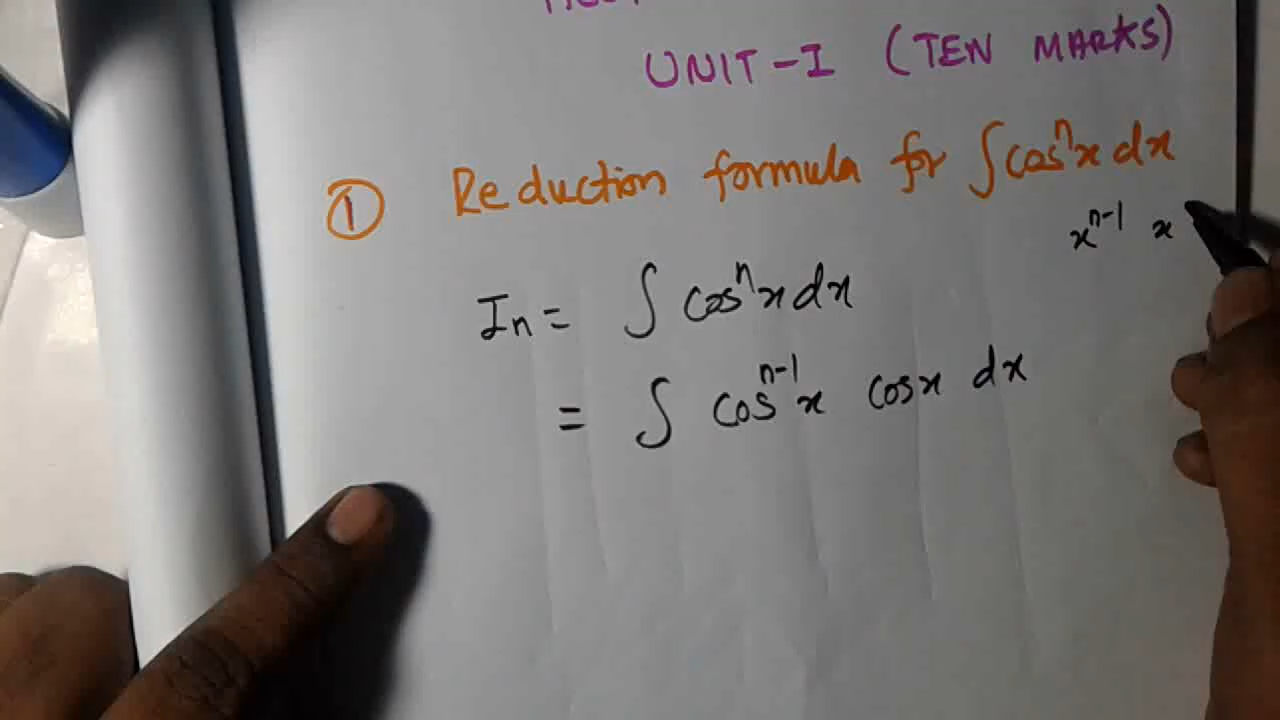 UNIT-I (TEN MARKS)
① Reduction formula for ∫cosⁿx dx
xⁿ⁻¹ x
Iₙ = ∫ cosⁿx dx
= ∫ cosⁿ⁻¹x cosx dx